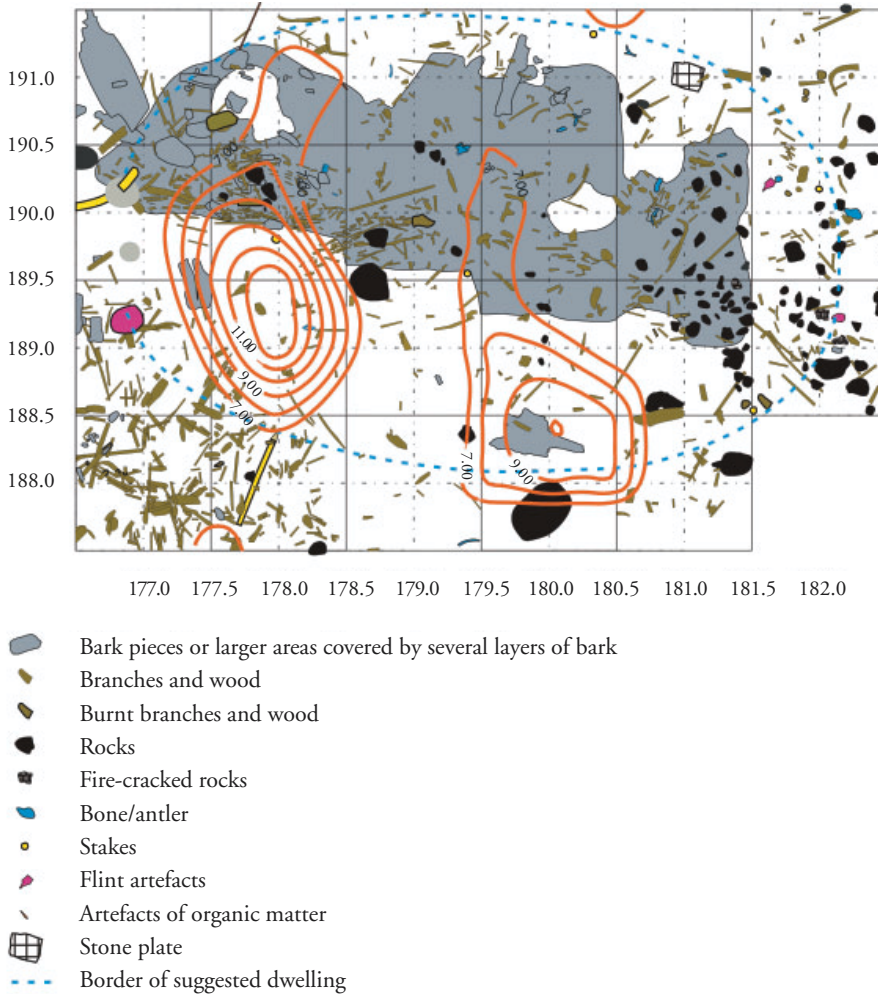 191.0
190.5
190.0
189.5
189.0
188.5
188.0
7.00
7.00
7.00
11.00
9.00
7.00
7.00
9.00
177.0 177.5 178.0 178.5 179.0 179.5 180.0 180.5 181.0 181.5 182.0
Bark pieces or larger areas covered by several layers of bark
Branches and wood
Burnt branches and wood
Rocks
Fire-cracked rocks
Bone/antler
Stakes
Flint artefacts
Artefacts of organic matter
Stone plate
Border of suggested dwelling